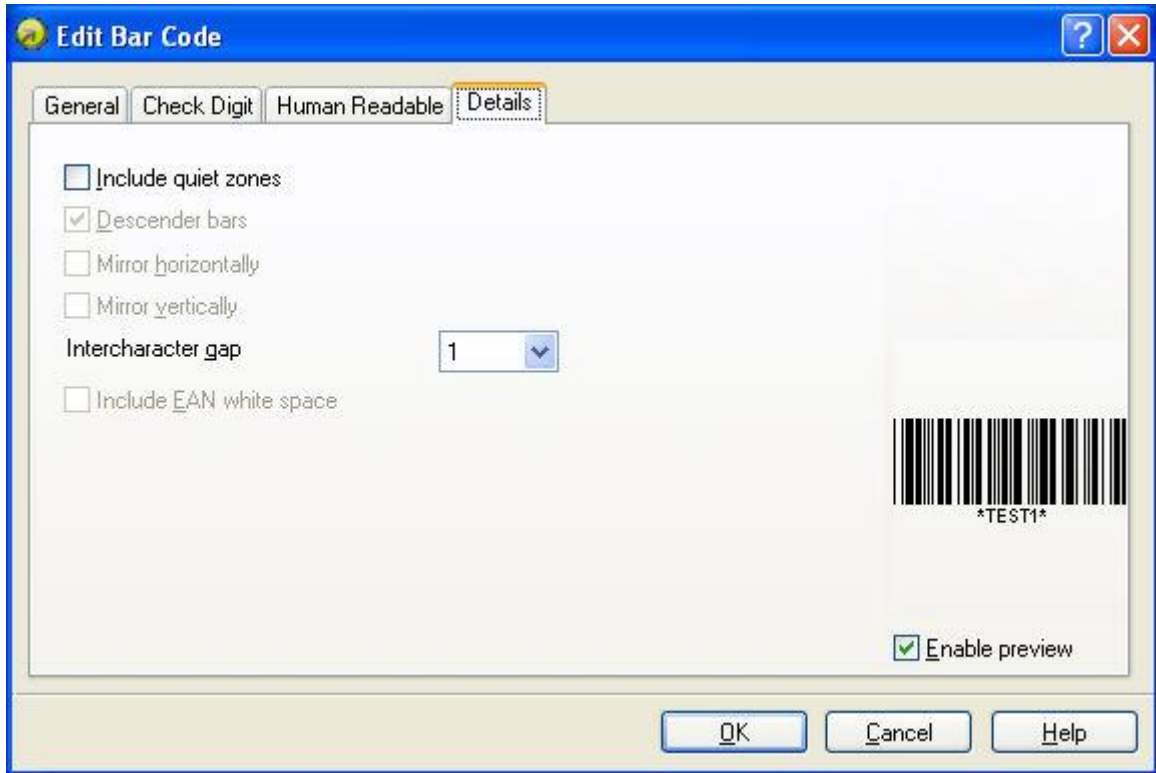 Edit Bar Code
General Check Digit Human Readable Details
Include quiet zones
Descender bars
Mirror horizontally
Mirror vertically
Intercharacter gap 1
Include EAN white space
*TEST1*
Enable preview
OK Cancel Help